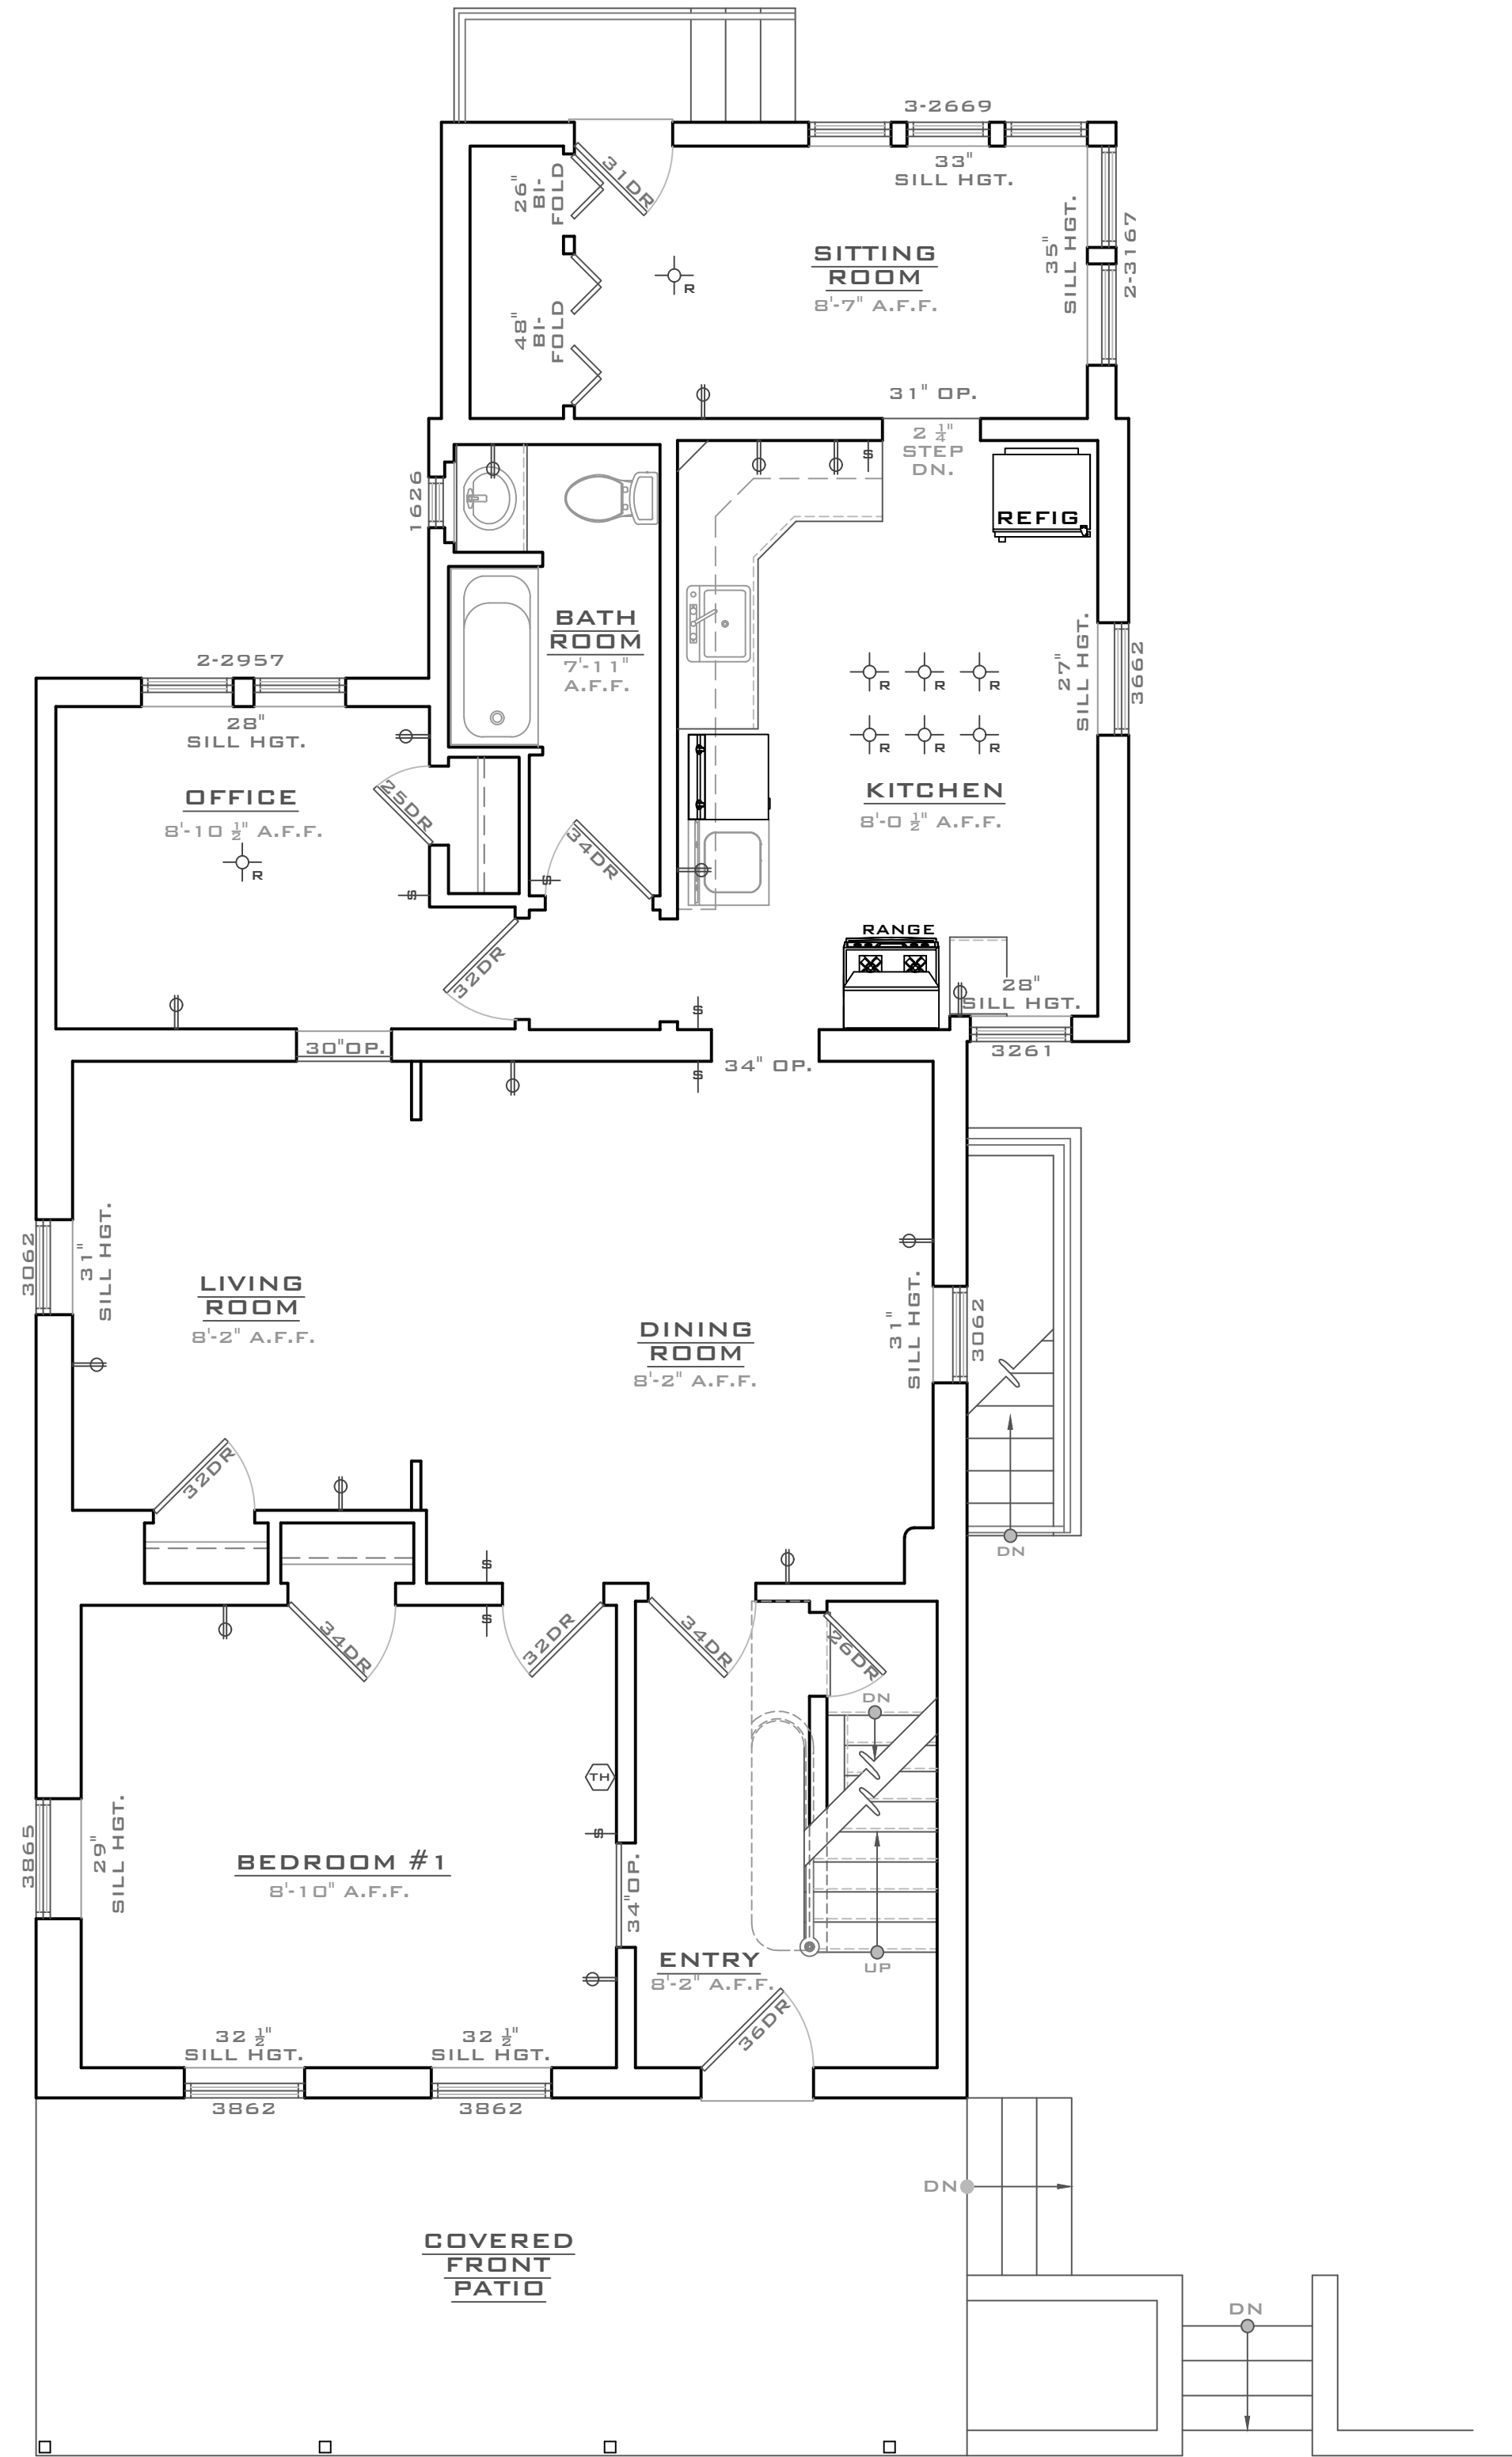 3-2669
33"
SILL HGT.
31DR
26"
BI-
FOLD
SITTING
ROOM
8'-7" A.F.F.
35"
SILL HGT.
2-3167
R
48"
BI-
FOLD
31" OP.
2 1/4"
STEP
DN.
S
1626
REFIG
BATH
ROOM
7'-11"
A.F.F.
27"
SILL HGT.
3662
R
R
R
R
R
R
2-2957
28"
SILL HGT.
OFFICE
8'-10 1/2" A.F.F.
R
25DR
S
34DR
S
KITCHEN
8'-0 1/2" A.F.F.
RANGE
32DR
28"
SILL HGT.
3261
S
30"OP.
34" OP.
S
3062
31"
SILL HGT.
LIVING
ROOM
8'-2" A.F.F.
DINING
ROOM
8'-2" A.F.F.
31"
SILL HGT.
3062
32DR
DN
S
S
34DR
32DR
34DR
26DR
DN
TH
S
3865
29"
SILL HGT.
BEDROOM #1
8'-10" A.F.F.
34"OP.
ENTRY
8'-2" A.F.F.
UP
36DR
32 1/2"
SILL HGT.
32 1/2"
SILL HGT.
3862
3862
DN
COVERED
FRONT
PATIO
DN